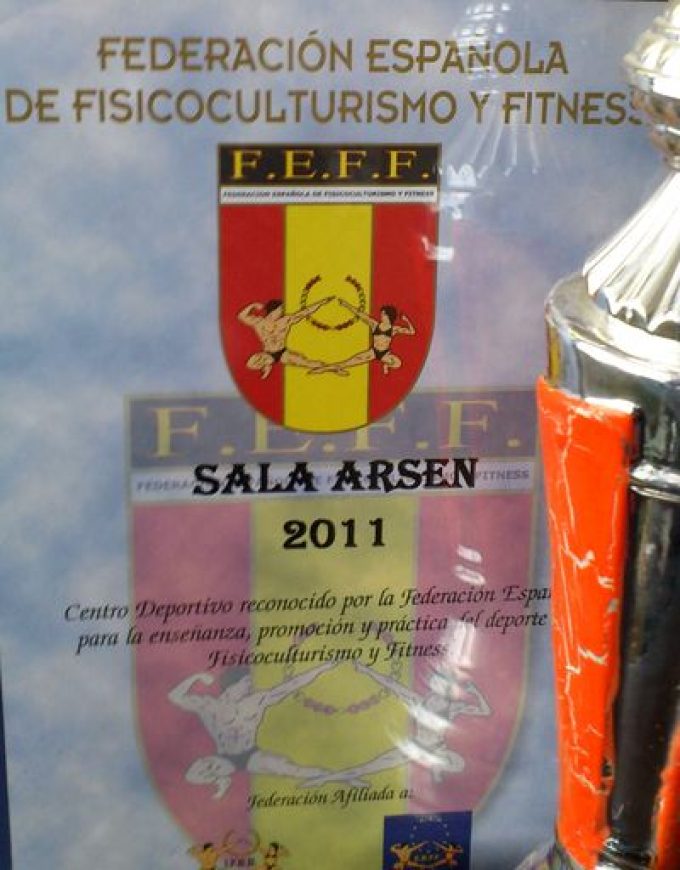 FEDERACIÓN ESPAÑOLA
DE FISICOCULTURISMO Y FITNESS
F.E.F.F.
FEDERACION ESPAÑOLA DE FISICOCULTURISMO Y FITNESS
F.E.F.F.
SALA ARSEN
2011
Centro Deportivo reconocido por la Federación
para la enseñanza, promoción y práctica del deporte
Fisicoculturismo y Fitness
Federación Afiliada a: